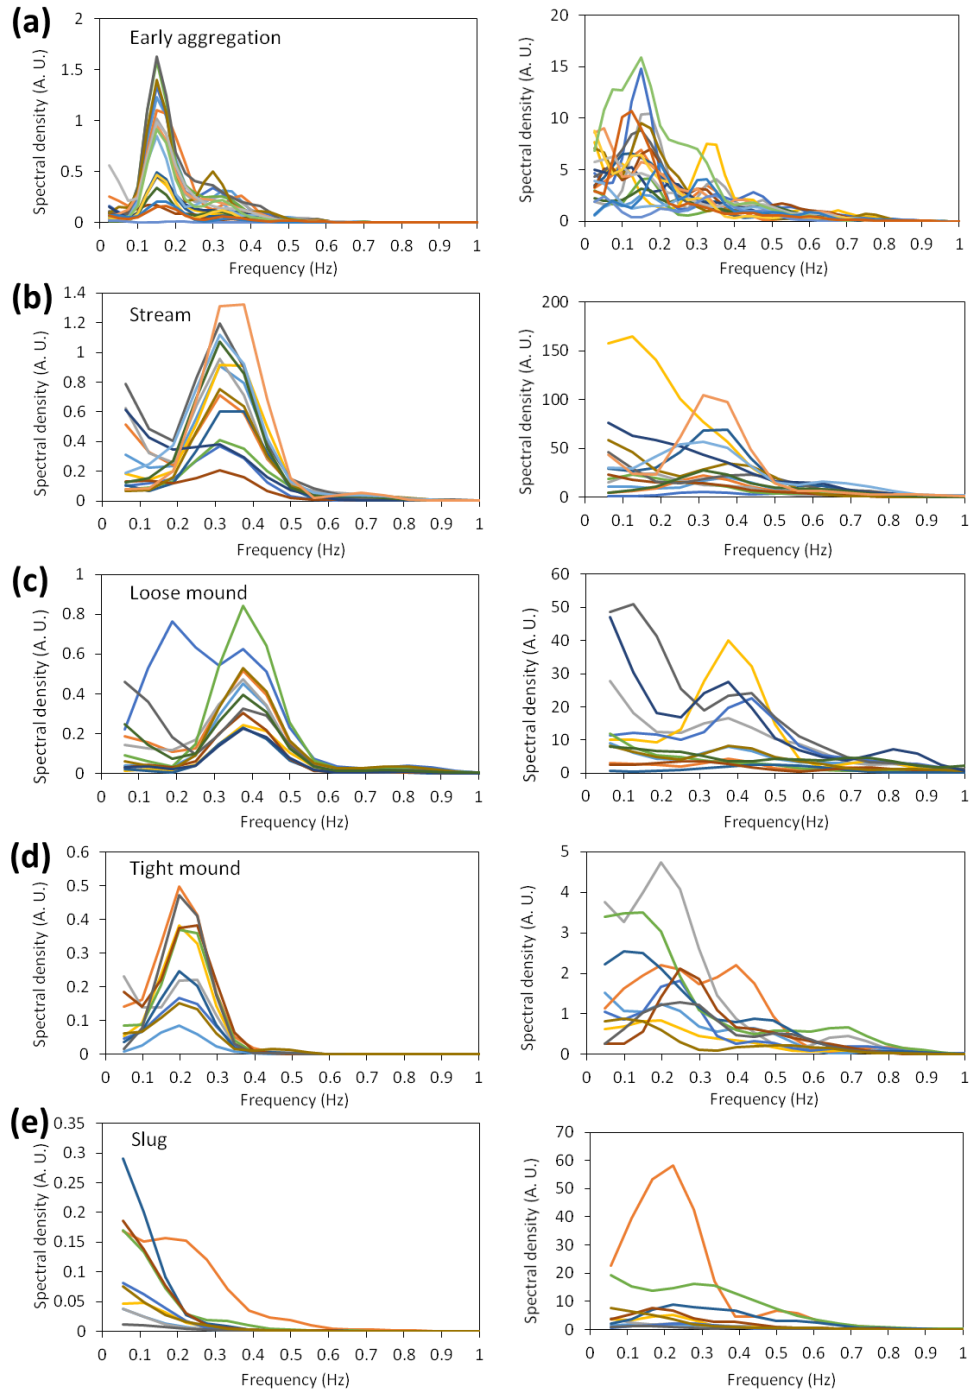 (a)
Early aggregation
Spectral density (A. U.)
2
1.5
1
0.5
0
0 0.1 0.2 0.3 0.4 0.5 0.6 0.7 0.8 0.9 1
Frequency (Hz)
Spectral density (A. U.)
20
15
10
5
0
0 0.1 0.2 0.3 0.4 0.5 0.6 0.7 0.8 0.9 1
Frequency (Hz)
(b)
Stream
Spectral density (A. U.)
1.4
1.2
1
0.8
0.6
0.4
0.2
0
0 0.1 0.2 0.3 0.4 0.5 0.6 0.7 0.8 0.9 1
Frequency (Hz)
Spectral density (A. U.)
200
150
100
50
0
0 0.1 0.2 0.3 0.4 0.5 0.6 0.7 0.8 0.9 1
Frequency (Hz)
(c)
Loose mound
Spectral density (A. U.)
1
0.8
0.6
0.4
0.2
0
0 0.1 0.2 0.3 0.4 0.5 0.6 0.7 0.8 0.9 1
Frequency (Hz)
Spectral density (A. U.)
60
50
40
30
20
10
0
0 0.1 0.2 0.3 0.4 0.5 0.6 0.7 0.8 0.9 1
Frequency(Hz)
(d)
Tight mound
Spectral density (A. U.)
0.6
0.5
0.4
0.3
0.2
0.1
0
0 0.1 0.2 0.3 0.4 0.5 0.6 0.7 0.8 0.9 1
Frequency (Hz)
Spectral density (A. U.)
5
4
3
2
1
0
0 0.1 0.2 0.3 0.4 0.5 0.6 0.7 0.8 0.9 1
Frequency (Hz)
(e)
Slug
Spectral density (A. U.)
0.35
0.3
0.25
0.2
0.15
0.1
0.05
0
0 0.1 0.2 0.3 0.4 0.5 0.6 0.7 0.8 0.9 1
Frequency (Hz)
Spectral density (A. U.)
70
60
50
40
30
20
10
0
0 0.1 0.2 0.3 0.4 0.5 0.6 0.7 0.8 0.9 1
Frequency (Hz)